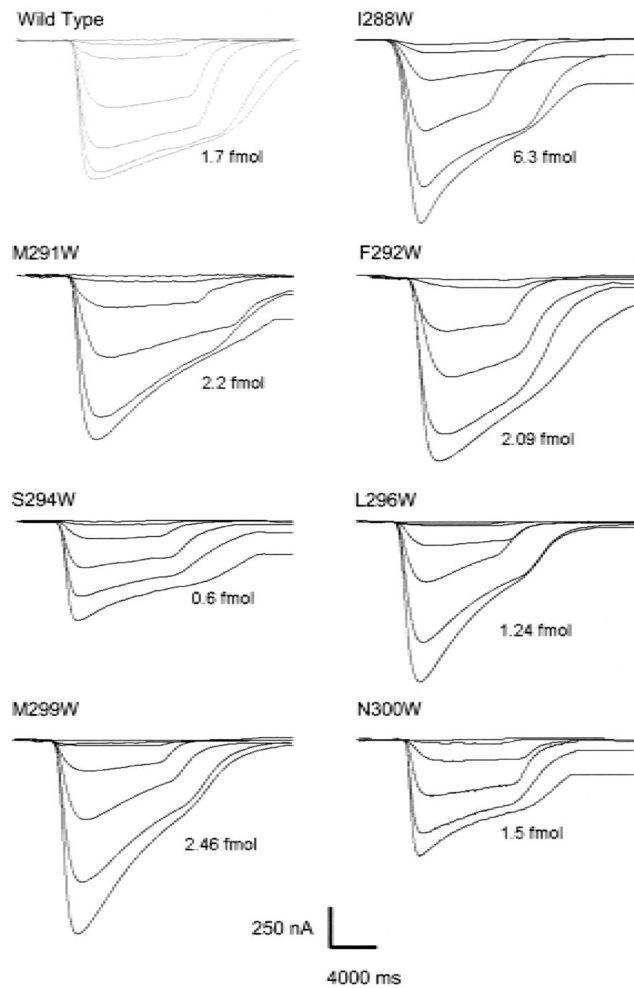 Wild Type
I288W
1.7 fmol
6.3 fmol
M291W
F292W
2.2 fmol
2.09 fmol
S294W
L296W
0.6 fmol
1.24 fmol
M299W
N300W
2.46 fmol
1.5 fmol
250 nA
4000 ms